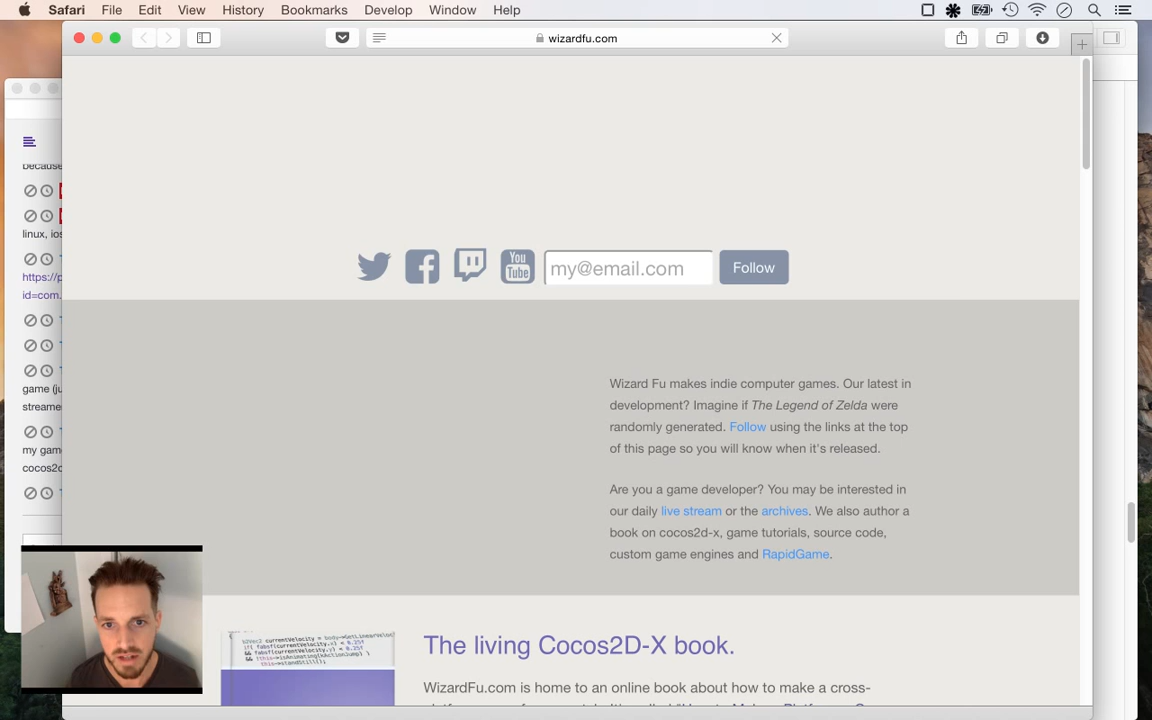 Safari File Edit View History Bookmarks Develop Window Help
wizardfu.com
because
linux, ios
https://p
id=com.
game (ju
streame
my gam
cocos2d
You
Tube
my@email.com
Follow
Wizard Fu makes indie computer games. Our latest in
development? Imagine if The Legend of Zelda were
randomly generated. Follow using the links at the top
of this page so you will know when it's released.
Are you a game developer? You may be interested in
our daily live stream or the archives. We also author a
book on cocos2d-x, game tutorials, source code,
custom game engines and RapidGame.
The living Cocos2D-X book.
WizardFu.com is home to an online book about how to make a cross-